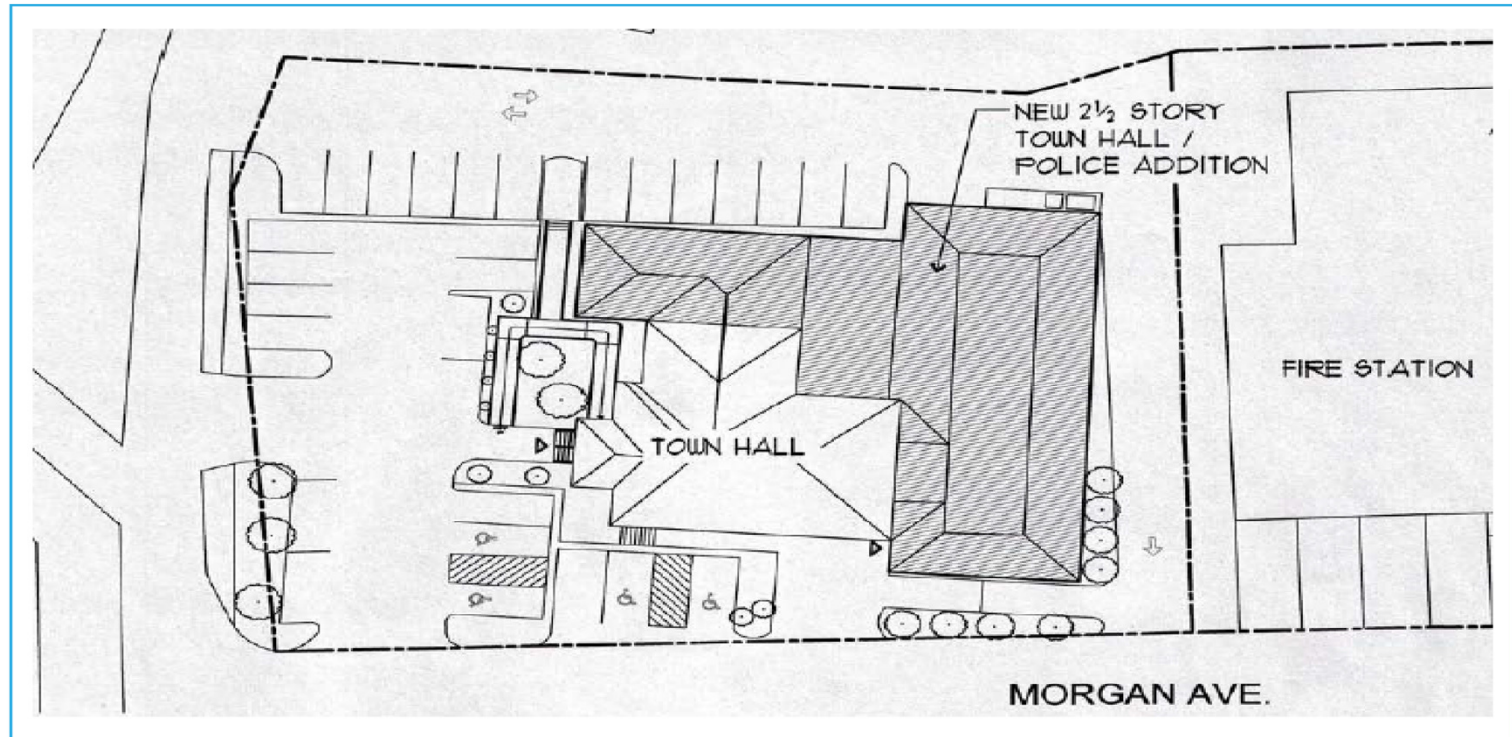 NEW 2½ STORY
TOWN HALL /
POLICE ADDITION
FIRE STATION
TOWN HALL
MORGAN AVE.